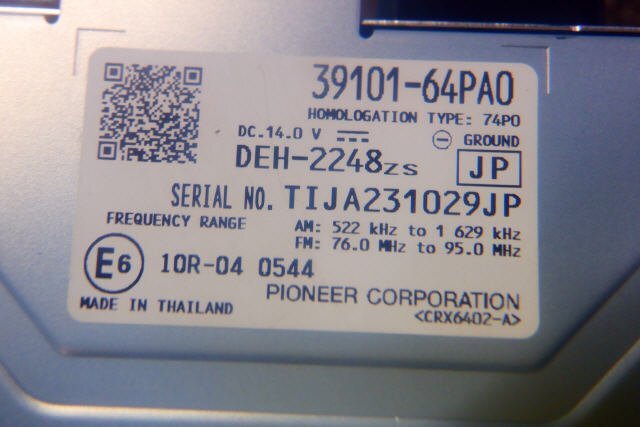 39101-64PA0
HOMOLOGATION TYPE: 74P0
DC.14.0 V
GROUND
DEH-2248ZS
JP
SERIAL NO. TIJA231029JP
FREQUENCY RANGE
AM: 522 kHz to 1 629 kHz
FM: 76.0 MHz to 95.0 MHz
E6
10R-04 0544
PIONEER CORPORATION
MADE IN THAILAND
<CRX6402-A>